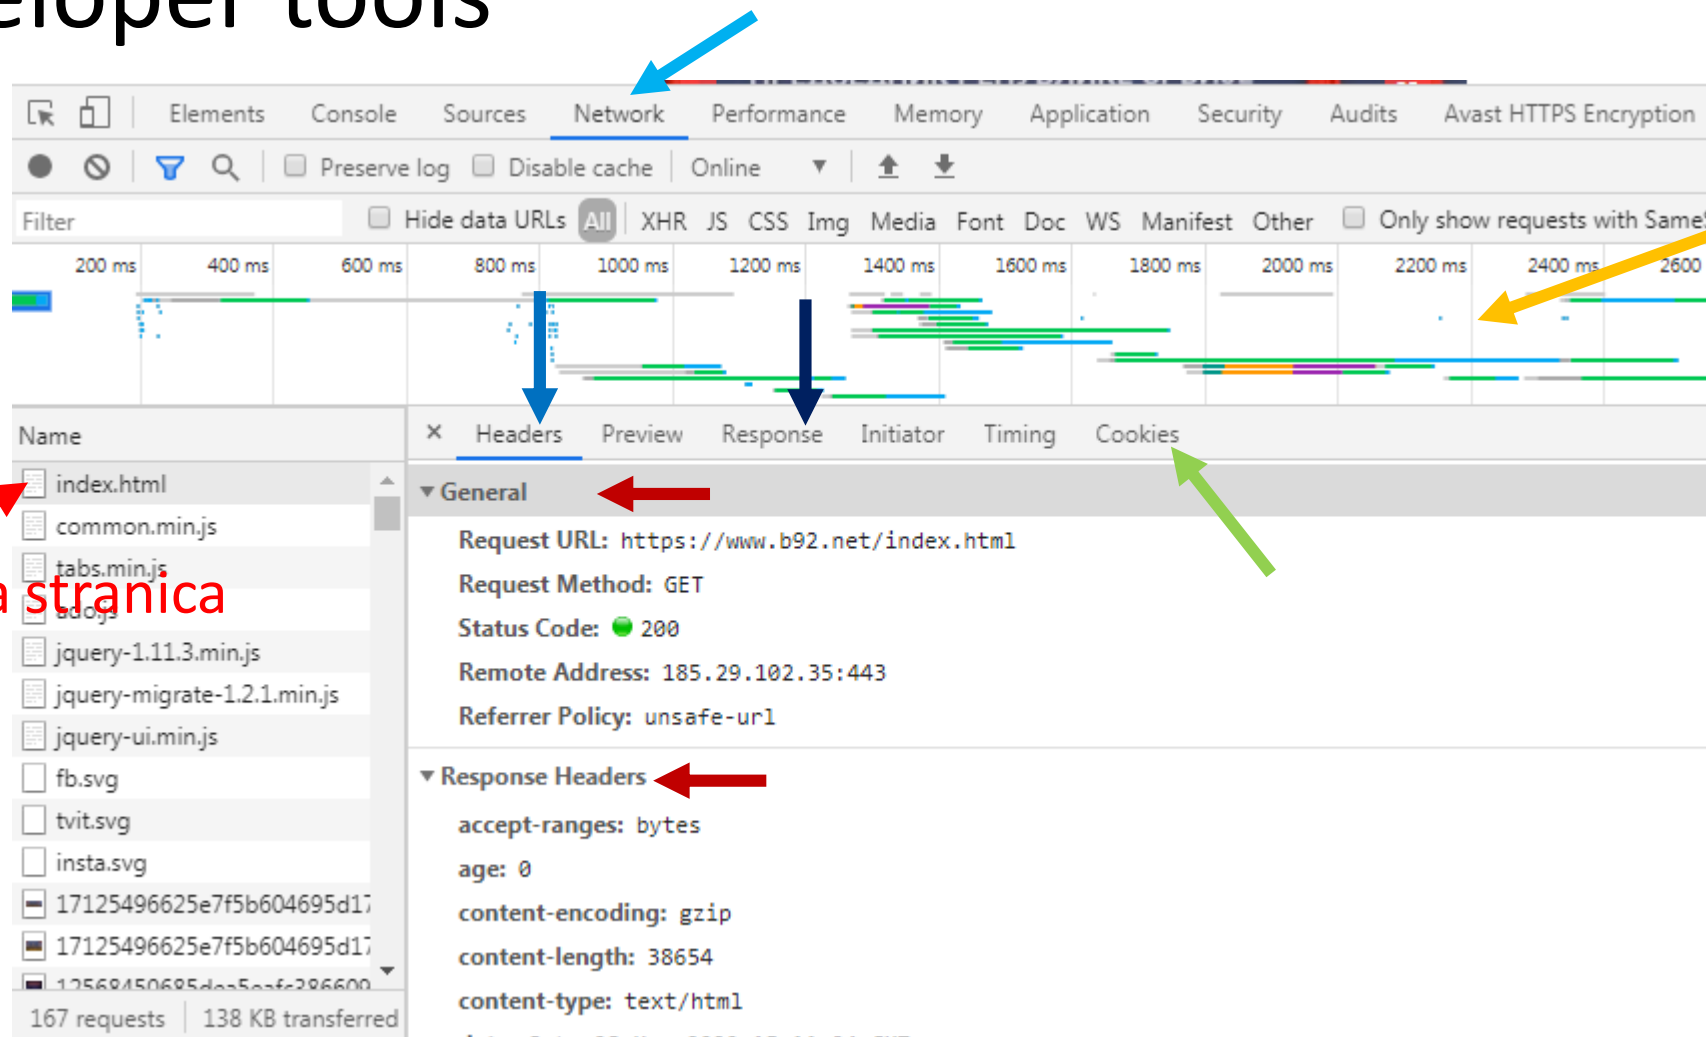 eloper tools
Elements Console Sources Network Performance Memory Application Security Audits Avast HTTPS Encryption
Preserve log Disable cache Online
Filter Hide data URLs All XHR JS CSS Img Media Font Doc WS Manifest Other Only show requests with Same
200 ms 400 ms 600 ms 800 ms 1000 ms 1200 ms 1400 ms 1600 ms 1800 ms 2000 ms 2200 ms 2400 ms 2600
Name
index.html
common.min.js
tabs.min.js
a stranica
ado.js
jquery-1.11.3.min.js
jquery-migrate-1.2.1.min.js
jquery-ui.min.js
fb.svg
tvit.svg
insta.svg
17125496625e7f5b604695d17
17125496625e7f5b604695d17
167 requests 138 KB transferred
Headers Preview Response Initiator Timing Cookies
General
Request URL: https://www.b92.net/index.html
Request Method: GET
Status Code: 200
Remote Address: 185.29.102.35:443
Referrer Policy: unsafe-url
Response Headers
accept-ranges: bytes
age: 0
content-encoding: gzip
content-length: 38654
content-type: text/html